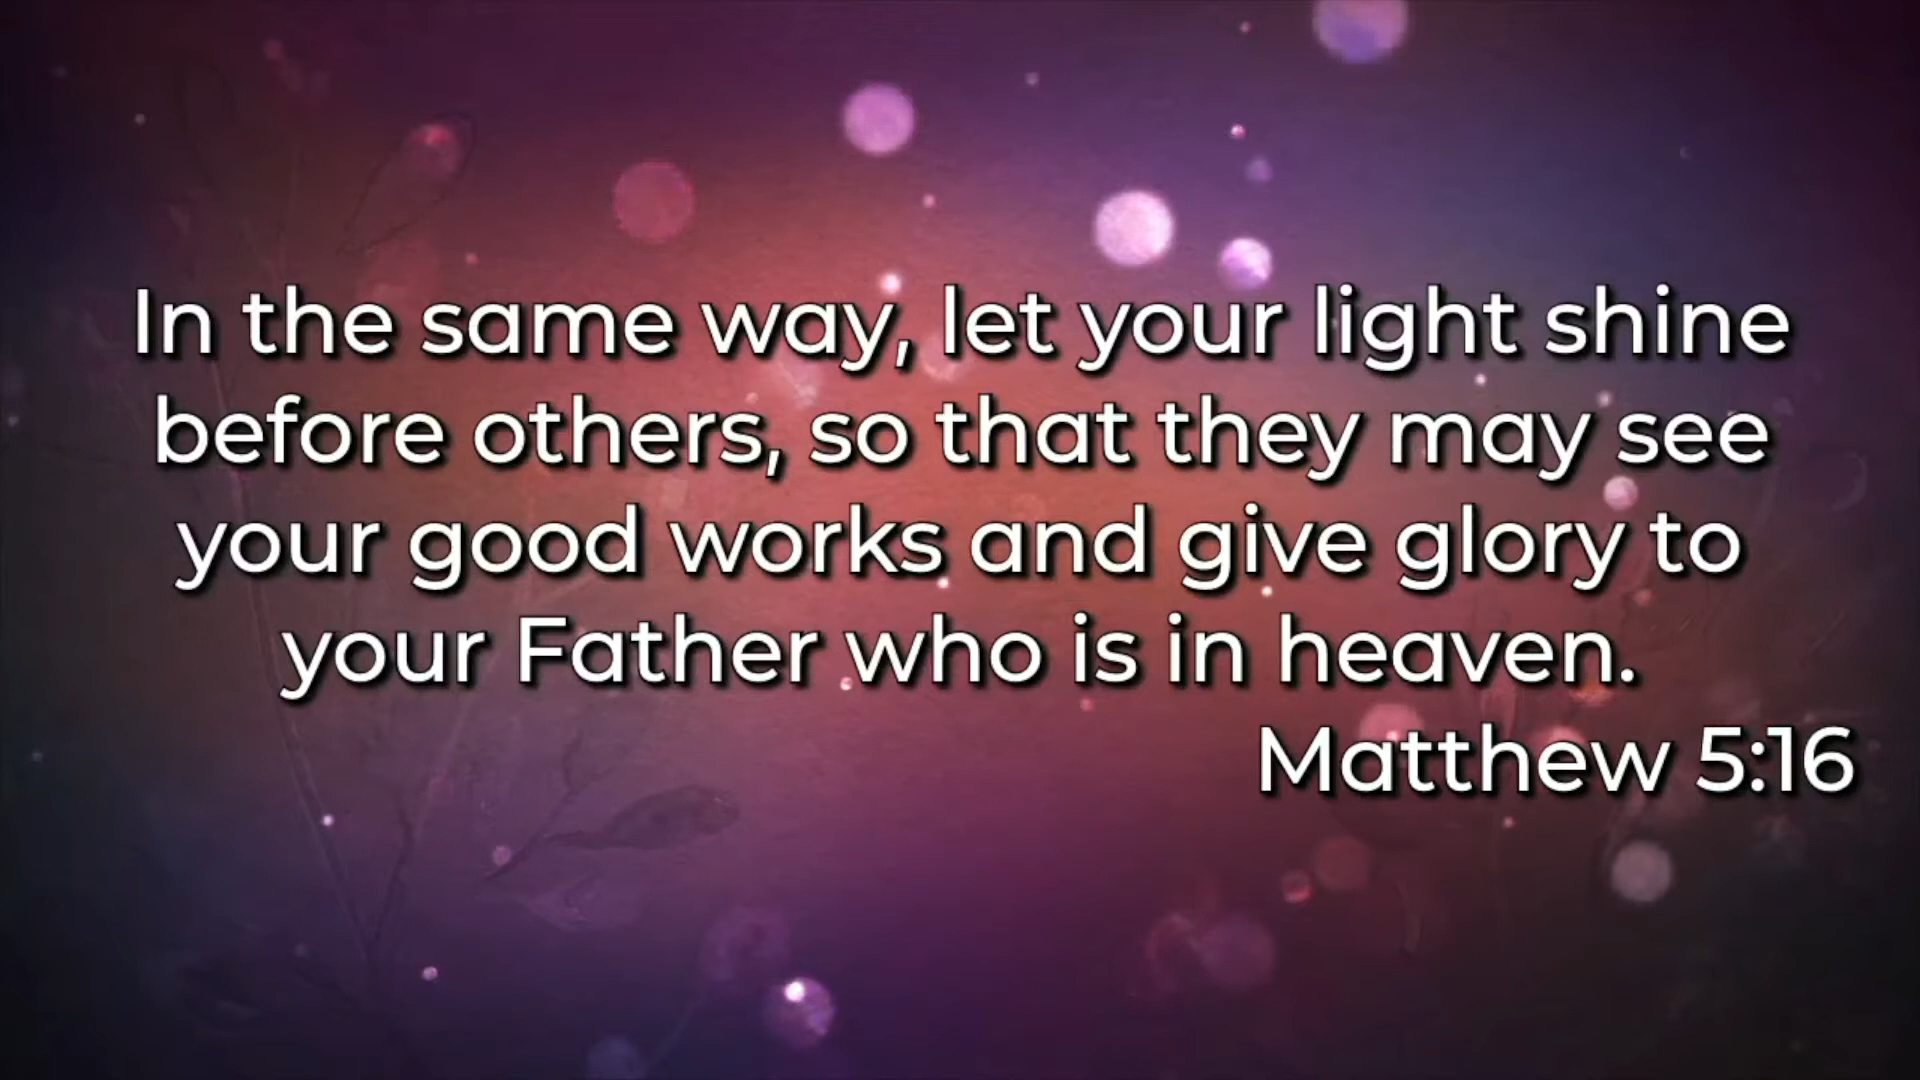 In the same way, let your light shine
before others, so that they may see
your good works and give glory to
your Father who is in heaven.
Matthew 5:16